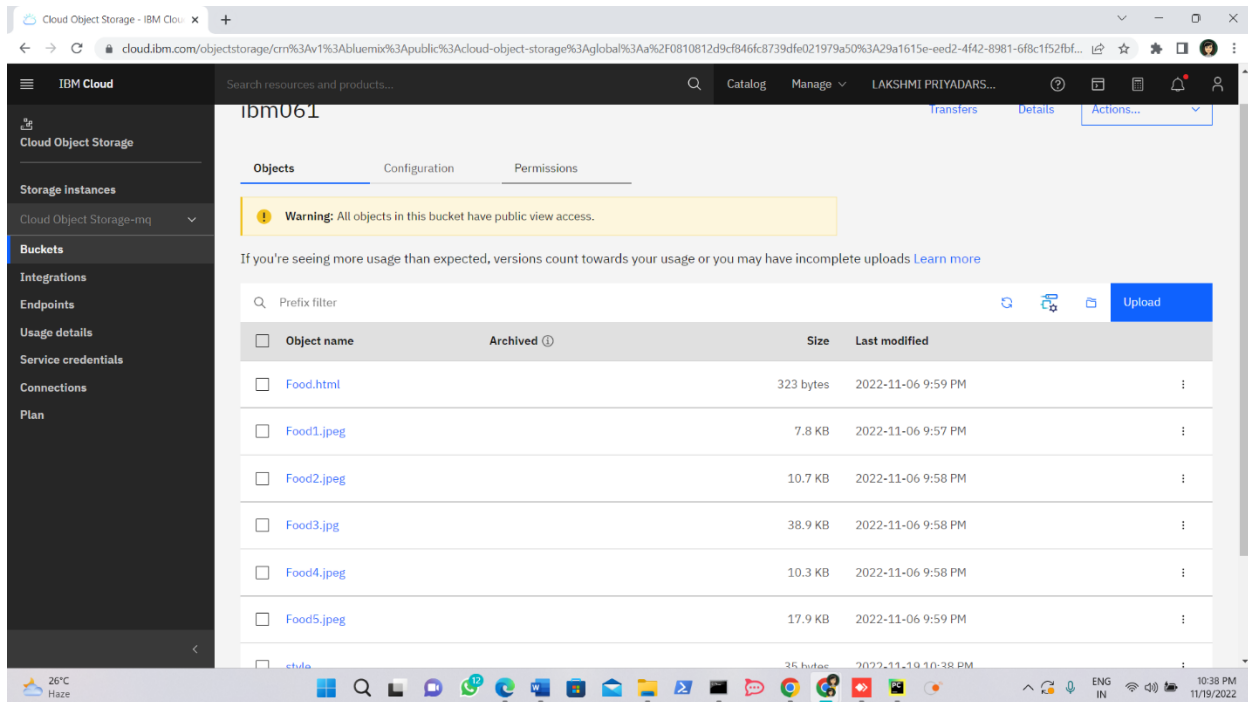 Cloud Object Storage - IBM Clou
cloud.ibm.com/objectstorage/crn%3Av1%3Abluemix%3Apublic%3Acloud-object-storage%3Aglobal%3Aa%2F0810812d9cf846fc8739dfe021979a50%3A29a1615e-eed2-4f42-8981-6f8c1f52fbf...
IBM Cloud
Search resources and products...
Catalog
Manage
LAKSHMI PRIYADARS...
Cloud Object Storage
Storage instances
Cloud Object Storage-mq
Buckets
Integrations
Endpoints
Usage details
Service credentials
Connections
Plan
ibm061
Transfers
Details
Actions...
Objects
Configuration
Permissions
Warning: All objects in this bucket have public view access.
If you're seeing more usage than expected, versions count towards your usage or you may have incomplete uploads Learn more
Prefix filter
Upload
Object name Archived Size Last modified
Food.html 323 bytes 2022-11-06 9:59 PM
Food1.jpeg 7.8 KB 2022-11-06 9:57 PM
Food2.jpeg 10.7 KB 2022-11-06 9:58 PM
Food3.jpg 38.9 KB 2022-11-06 9:58 PM
Food4.jpeg 10.3 KB 2022-11-06 9:58 PM
Food5.jpeg 17.9 KB 2022-11-06 9:59 PM
style 35 bytes 2022-11-19 10:38 PM
26°C
Haze
ENG
IN
10:38 PM
11/19/2022